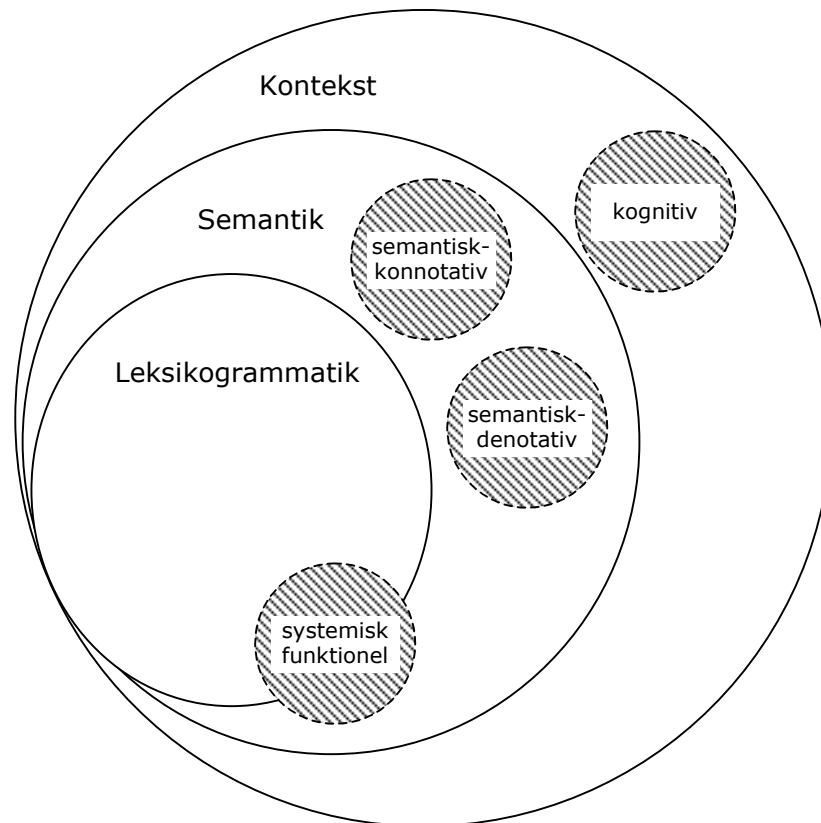 Kontekst
kognitiv
Semantik
semantisk-
konnotativ
Leksikogrammatik
semantisk-
denotativ
systemisk
funktionel